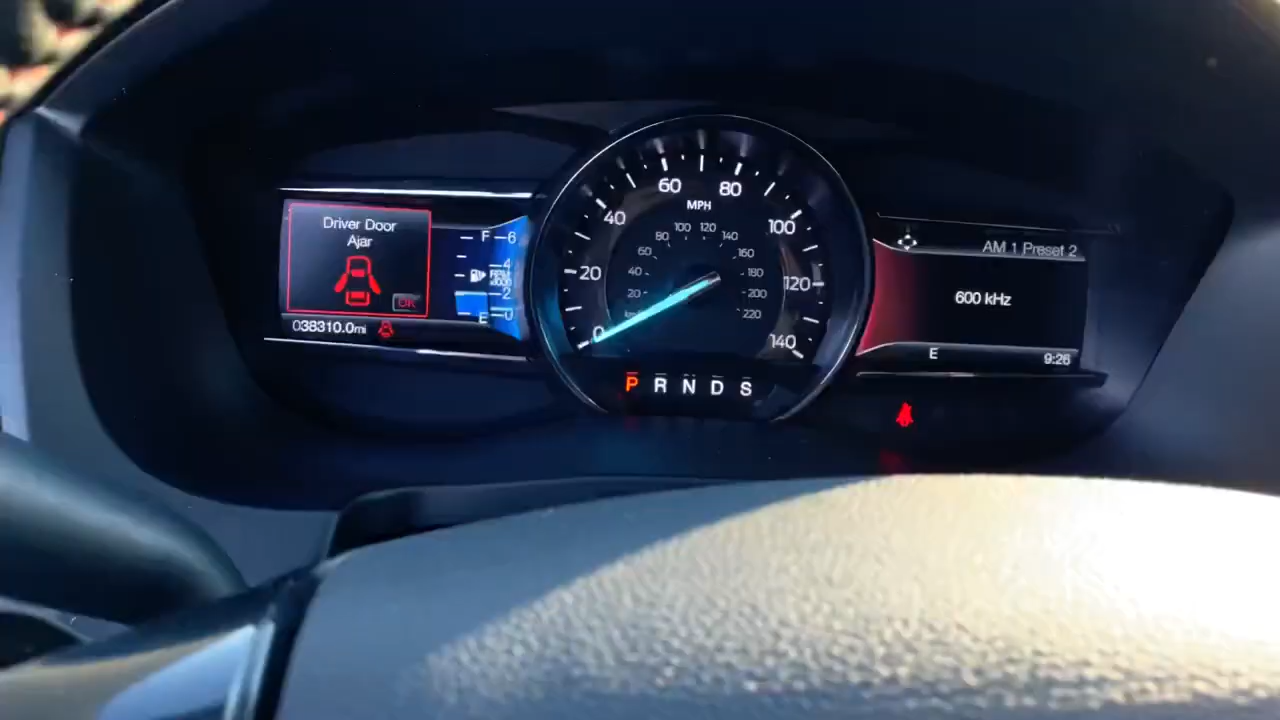 Driver Door
Ajar
OK
038310.0mi
F
E
6
4
RPM
x1000
2
0
0
20
40
60
80
100
120
140
MPH
20
40
60
80
100
120
140
160
180
200
220
P R N D S
AM 1 Preset 2
600 kHz
E
9:26